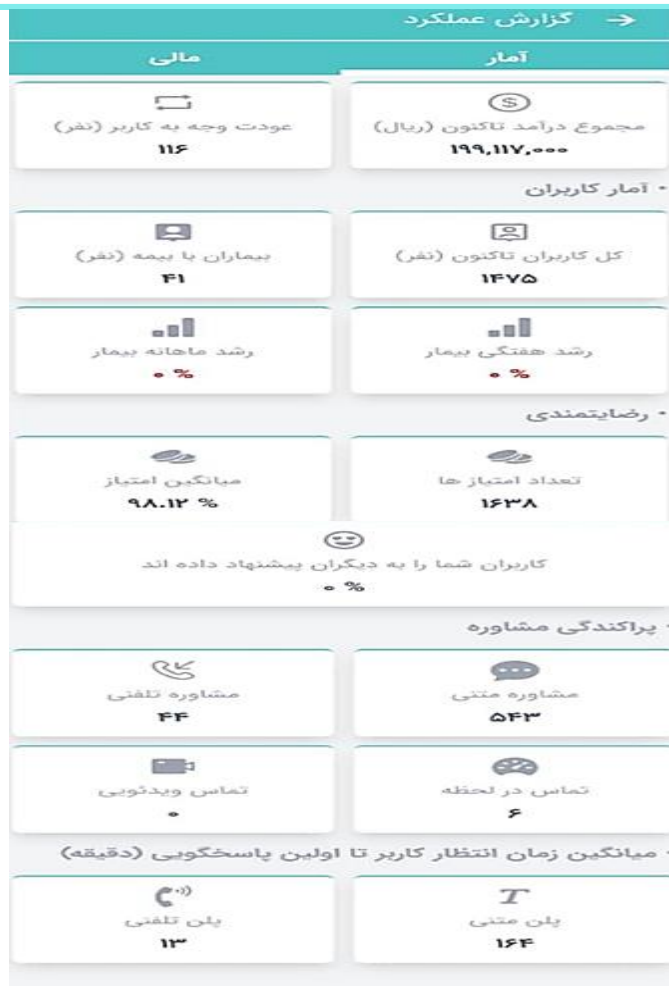 گزارش عملکرد
آمار
مالی
مجموع درآمد تاکنون (ریال)
۱۹۹,۱۱۷,۰۰۰
عودت وجه به کاربر (نفر)
۱۱۶
• آمار کاربران
کل کاربران تاکنون (نفر)
۱۴۷۵
بیماران با بیمه (نفر)
۴۱
رشد هفتگی بیمار
۰ %
رشد ماهانه بیمار
۰ %
• رضایتمندی
تعداد امتیاز ها
۱۶۳۸
میانگین امتیاز
۹۸.۱۲ %
کاربران شما را به دیگران پیشنهاد داده اند
۰ %
• پراکندگی مشاوره
مشاوره متنی
۵۴۳
مشاوره تلفنی
۴۴
تماس در لحظه
۶
تماس ویدئویی
۰
• میانگین زمان انتظار کاربر تا اولین پاسخگویی (دقیقه)
پلن متنی
۱۶۴
پلن تلفنی
۱۳